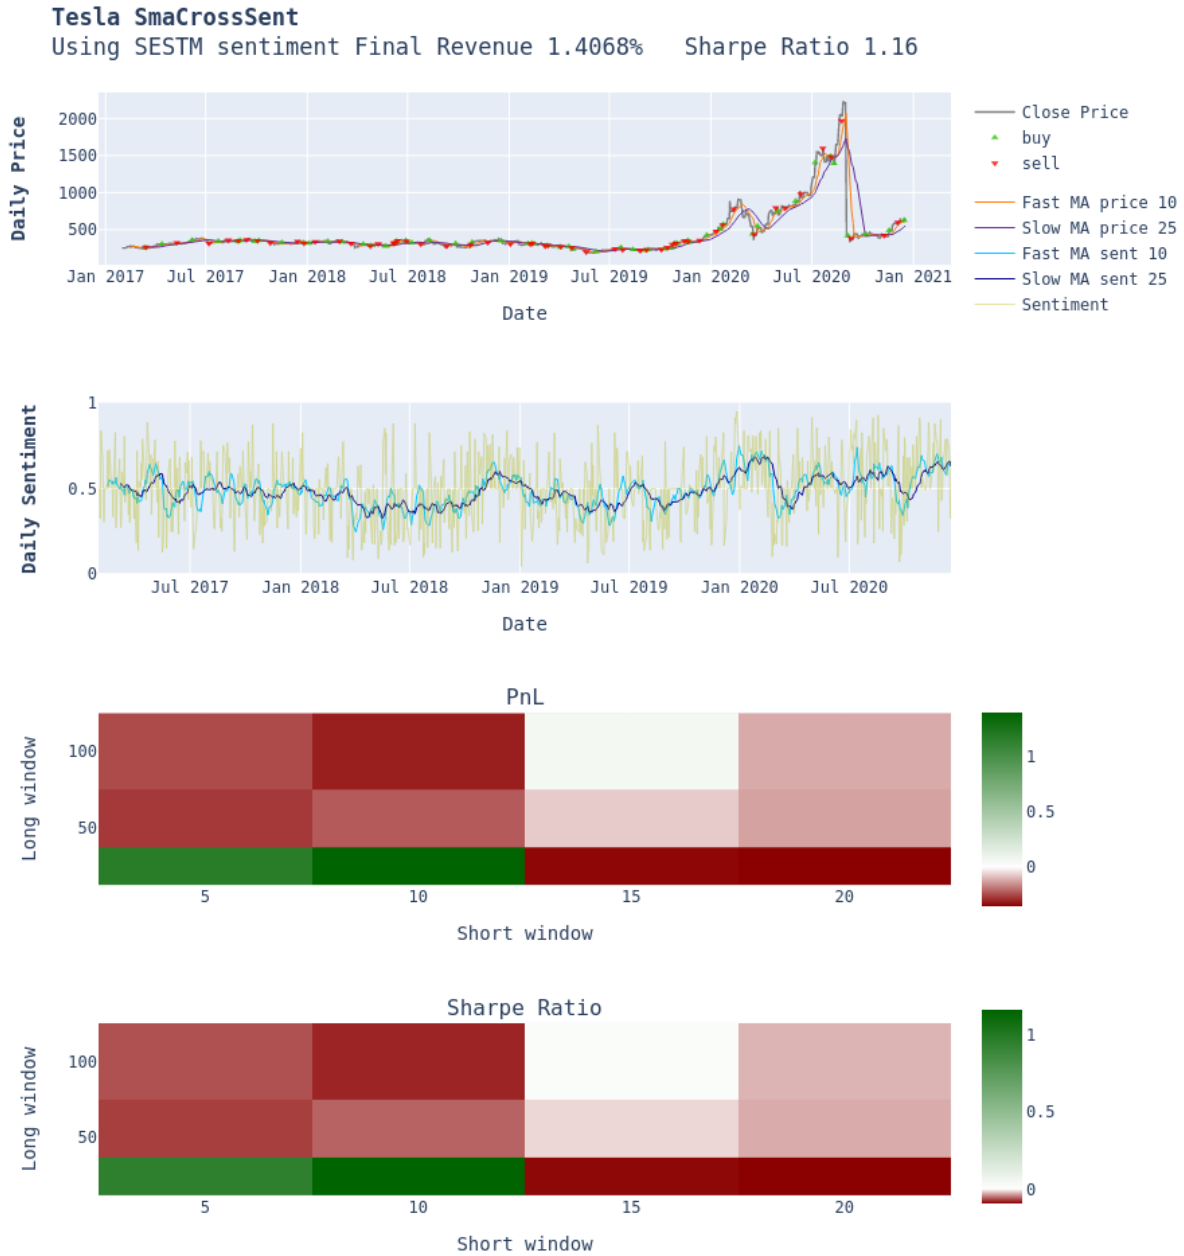 Tesla SmaCrossSent
Using SESTM sentiment Final Revenue 1.4068%   Sharpe Ratio 1.16
Daily Price
2000
1500
1000
500
Jan 2017 Jul 2017 Jan 2018 Jul 2018 Jan 2019 Jul 2019 Jan 2020 Jul 2020 Jan 2021
Date
Close Price
buy
sell
Fast MA price 10
Slow MA price 25
Fast MA sent 10
Slow MA sent 25
Sentiment
Daily Sentiment
1
0.5
0
Jul 2017 Jan 2018 Jul 2018 Jan 2019 Jul 2019 Jan 2020 Jul 2020
Date
PnL
Long window
100
50
5 10 15 20
Short window
1
0.5
0
Sharpe Ratio
Long window
100
50
5 10 15 20
Short window
1
0.5
0